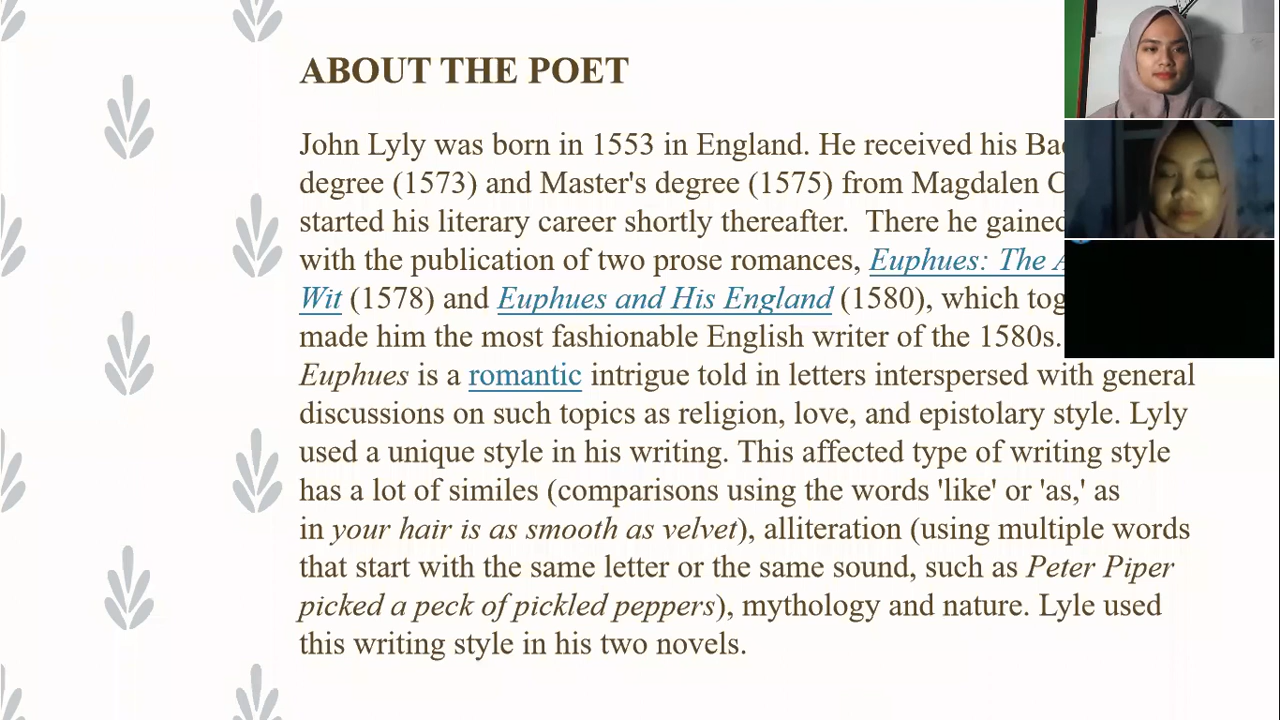 ABOUT THE POET
John Lyly was born in 1553 in England. He received his
degree (1573) and Master's degree (1575) from Magdalen
started his literary career shortly thereafter. There he gained
with the publication of two prose romances, Euphues: The
Wit (1578) and Euphues and His England (1580), which
made him the most fashionable English writer of the 1580s.
Euphues is a romantic intrigue told in letters interspersed with general
discussions on such topics as religion, love, and epistolary style. Lyly
used a unique style in his writing. This affected type of writing style
has a lot of similes (comparisons using the words 'like' or 'as,' as
in your hair is as smooth as velvet), alliteration (using multiple words
that start with the same letter or the same sound, such as Peter Piper
picked a peck of pickled peppers), mythology and nature. Lyle used
this writing style in his two novels.